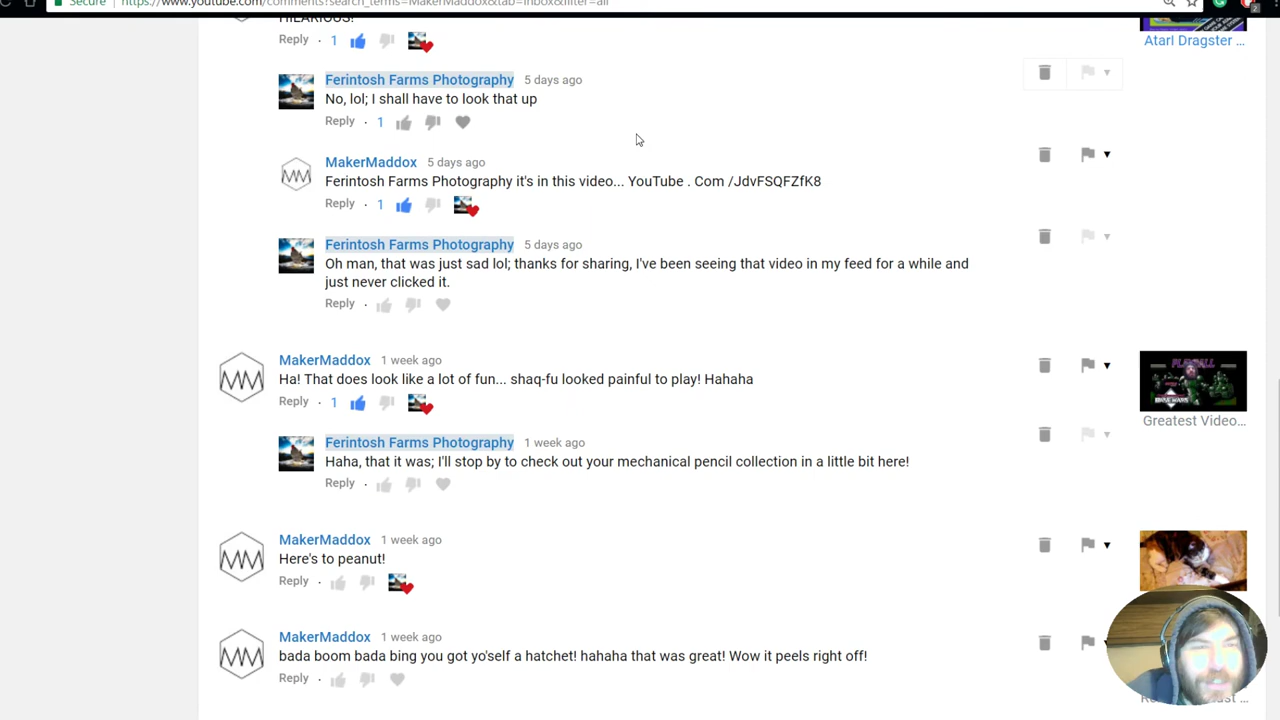 Secure https://www.youtube.com/comments?search_terms=MakerMaddox&tab=inbox&filter=all
HILARIOUS!
Reply · 1
Atari Dragster ...
Ferintosh Farms Photography 5 days ago
No, lol; I shall have to look that up
Reply · 1
MakerMaddox 5 days ago
MM
Ferintosh Farms Photography it's in this video... YouTube . Com /JdvFSQFZfK8
Reply · 1
Ferintosh Farms Photography 5 days ago
Oh man, that was just sad lol; thanks for sharing, I've been seeing that video in my feed for a while and
just never clicked it.
Reply ·
MakerMaddox 1 week ago
MM
Ha! That does look like a lot of fun... shaq-fu looked painful to play! Hahaha
Reply · 1
Greatest Video...
Ferintosh Farms Photography 1 week ago
Haha, that it was; I'll stop by to check out your mechanical pencil collection in a little bit here!
Reply ·
MakerMaddox 1 week ago
MM
Here's to peanut!
Reply ·
MakerMaddox 1 week ago
MM
bada boom bada bing you got yo'self a hatchet! hahaha that was great! Wow it peels right off!
Reply ·